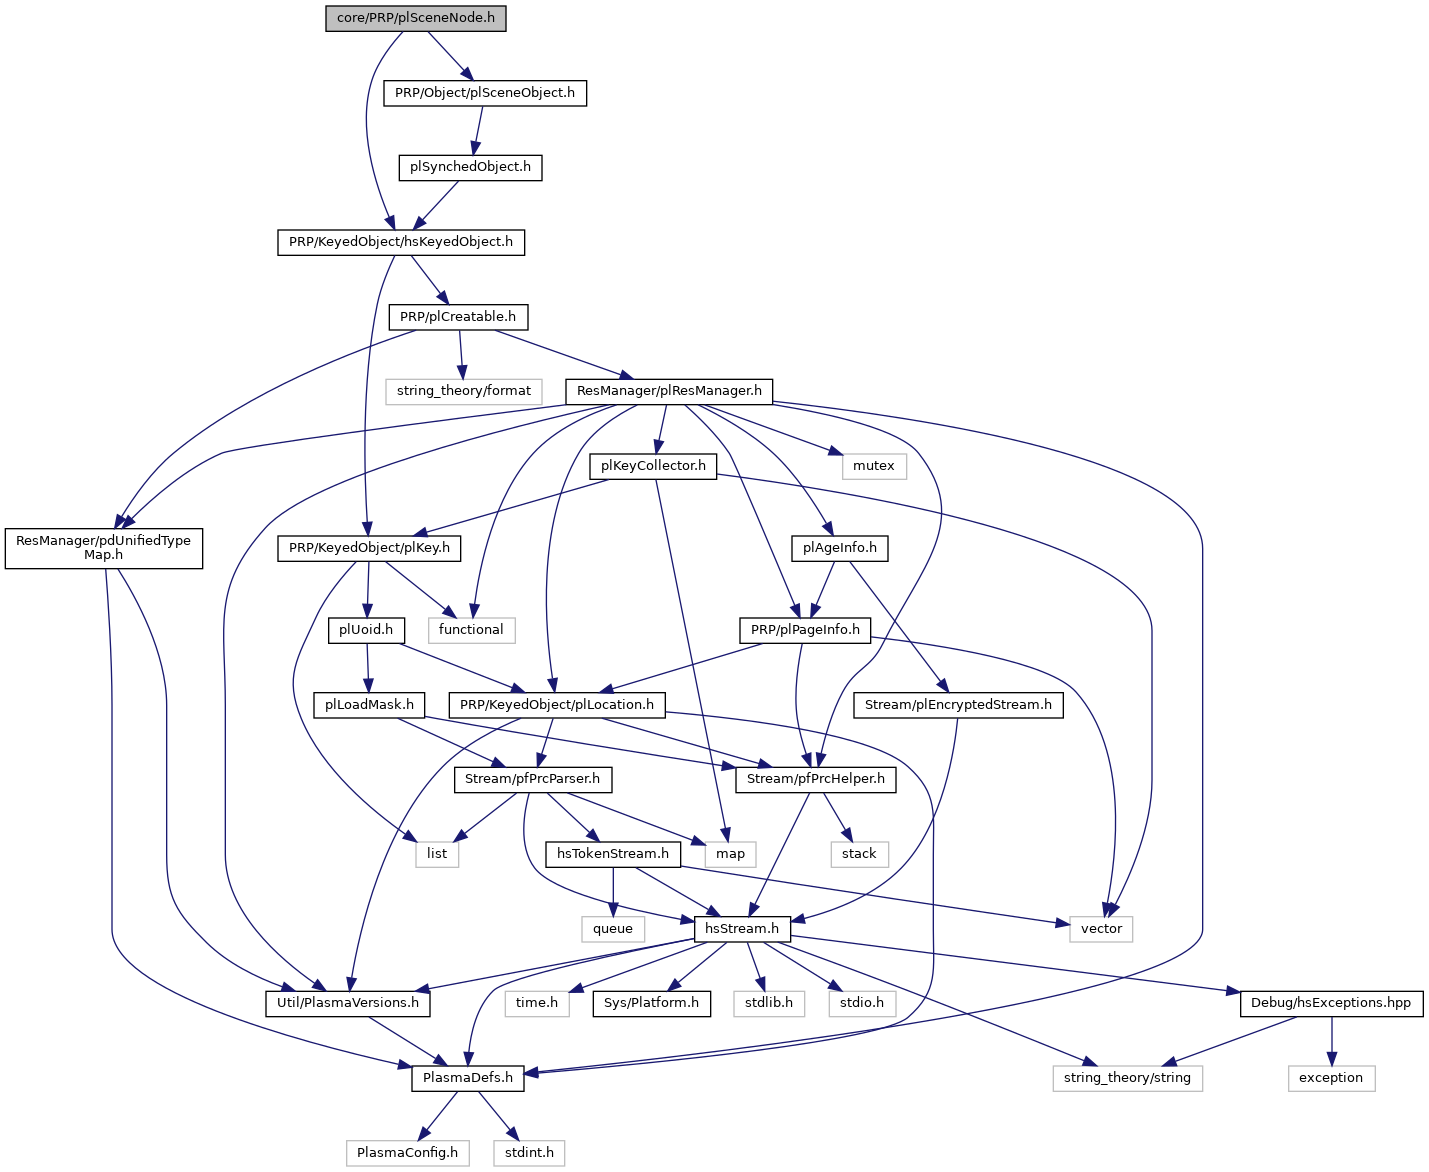 core/PRP/plSceneNode.h
PRP/Object/plSceneObject.h
plSynchedObject.h
PRP/KeyedObject/hsKeyedObject.h
PRP/plCreatable.h
string_theory/format
ResManager/plResManager.h
plKeyCollector.h
mutex
ResManager/pdUnifiedType
Map.h
PRP/KeyedObject/plKey.h
plAgeInfo.h
plUoid.h
functional
PRP/plPageInfo.h
plLoadMask.h
PRP/KeyedObject/plLocation.h
Stream/plEncryptedStream.h
Stream/pfPrcParser.h
Stream/pfPrcHelper.h
list
hsTokenStream.h
map
stack
queue
hsStream.h
vector
Util/PlasmaVersions.h
time.h
Sys/Platform.h
stdlib.h
stdio.h
Debug/hsExceptions.hpp
PlasmaDefs.h
string_theory/string
exception
PlasmaConfig.h
stdint.h